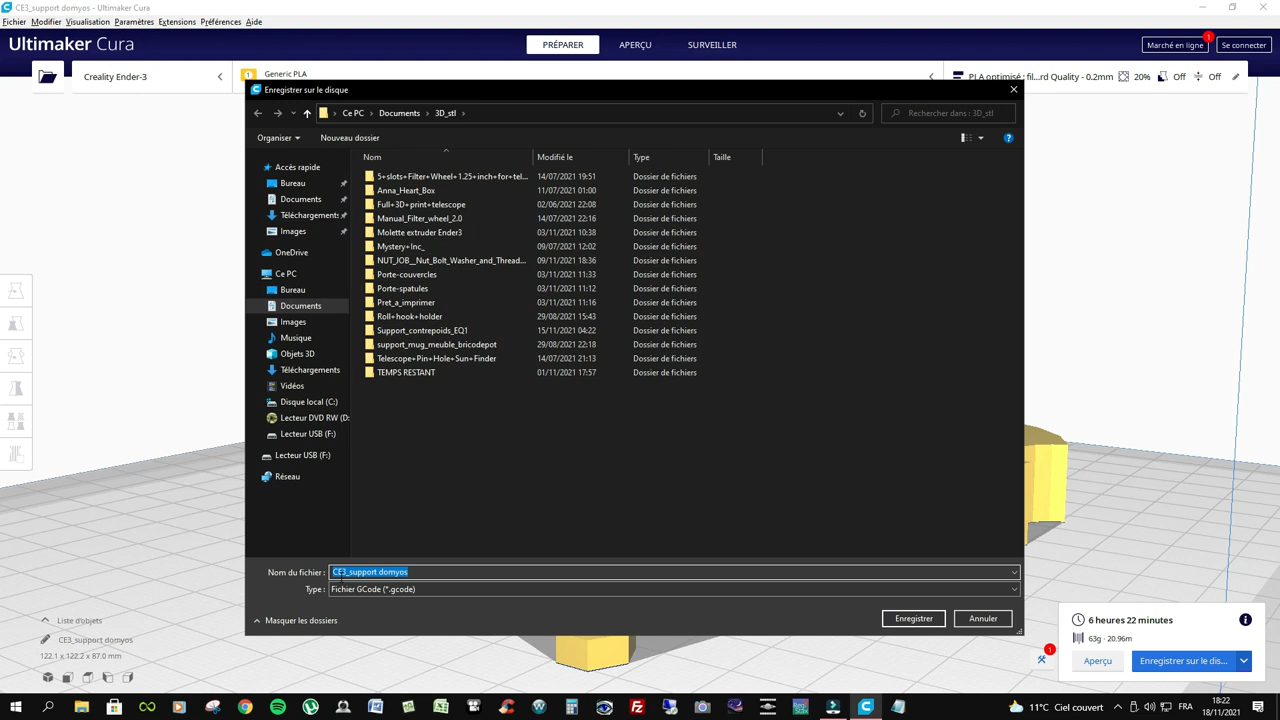 CE3_support domyos - Ultimaker Cura
Fichier Modifier Visualisation Paramètres Extensions Préférences Aide
Ultimaker Cura
PRÉPARER APERÇU SURVEILLER
Marché en ligne 1 Se connecter
Creality Ender-3
1 Generic PLA
PLA optimisé : fil...rd Quality - 0.2mm 20% Off Off
Enregistrer sur le disque
Ce PC > Documents > 3D_stl >
Rechercher dans : 3D_stl
Organiser Nouveau dossier
Nom Modifié le Type Taille
5+slots+Filter+Wheel+1.25+inch+for+tel... 14/07/2021 19:51 Dossier de fichiers
Anna_Heart_Box 11/07/2021 01:00 Dossier de fichiers
Full+3D+print+telescope 02/06/2021 22:08 Dossier de fichiers
Manual_Filter_wheel_2.0 14/07/2021 22:16 Dossier de fichiers
Molette extruder Ender3 03/11/2021 10:38 Dossier de fichiers
Mystery+Inc_ 09/07/2021 12:02 Dossier de fichiers
NUT_JOB__Nut_Bolt_Washer_and_Thread... 09/11/2021 18:36 Dossier de fichiers
Porte-couvercles 03/11/2021 11:33 Dossier de fichiers
Porte-spatules 03/11/2021 11:12 Dossier de fichiers
Pret_a_imprimer 03/11/2021 11:16 Dossier de fichiers
Roll+hook+holder 29/08/2021 15:43 Dossier de fichiers
Support_contrepoids_EQ1 15/11/2021 04:22 Dossier de fichiers
support_mug_meuble_bricodepot 29/08/2021 22:18 Dossier de fichiers
Telescope+Pin+Hole+Sun+Finder 14/07/2021 21:13 Dossier de fichiers
TEMPS RESTANT 01/11/2021 17:57 Dossier de fichiers
Accès rapide
Bureau
Documents
Téléchargements
Images
OneDrive
Ce PC
Bureau
Documents
Images
Musique
Objets 3D
Téléchargements
Vidéos
Disque local (C:)
Lecteur DVD RW (D:
Lecteur USB (F:)
Lecteur USB (F:)
Réseau
Nom du fichier : CE3_support domyos
Type : Fichier GCode (*.gcode)
Masquer les dossiers
Enregistrer Annuler
Liste d'objets
CE3_support domyos
122.1 x 122.2 x 87.0 mm
6 heures 22 minutes
63g · 20.96m
1
Aperçu Enregistrer sur le dis...
11°C Ciel couvert FRA 18:22
18/11/2021